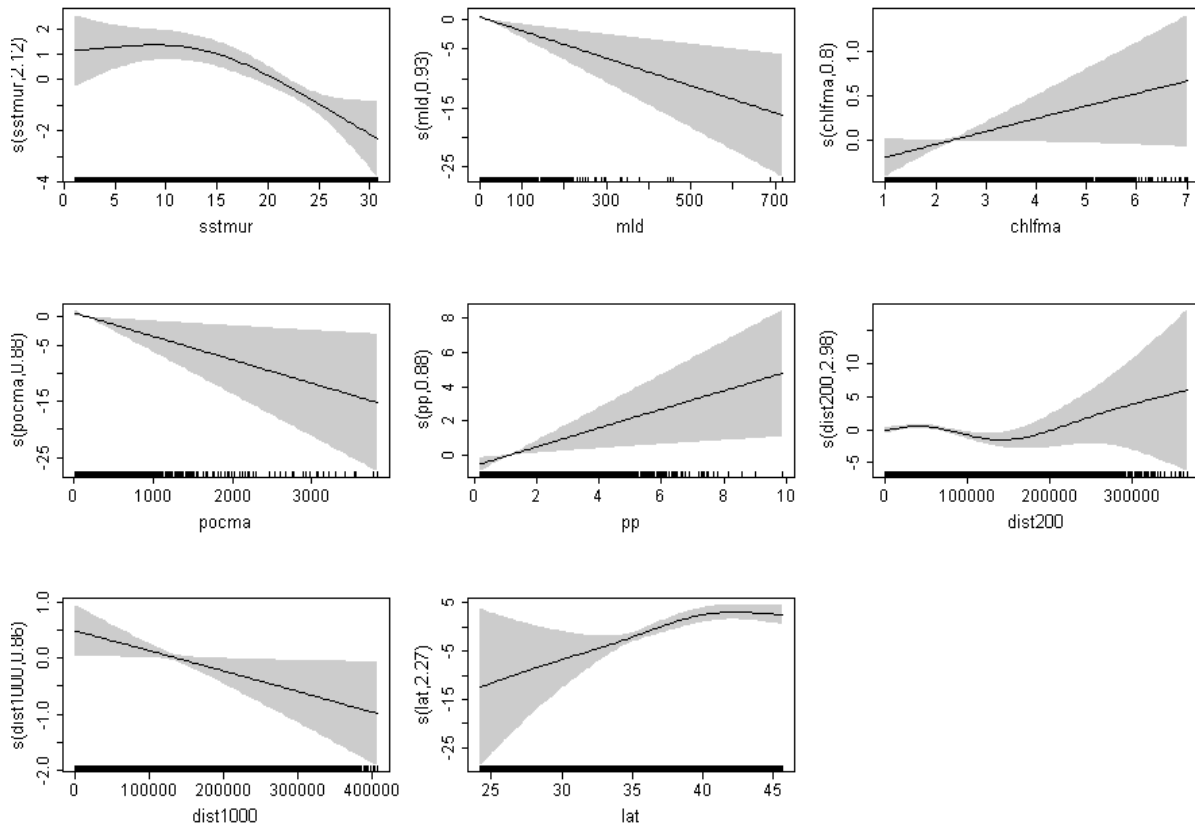 s(sstmur,2.12)
2
1
0
-2
-4
0 5 10 15 20 25 30
sstmur
s(mld,0.93)
-5
-15
-25
0 100 300 500 700
mld
s(chlfma,0.8)
1.0
0.5
0.0
1 2 3 4 5 6 7
chlfma
s(pocma,0.88)
0
-5
-15
-25
0 1000 2000 3000
pocma
s(pp,0.88)
8
6
4
2
0
0 2 4 6 8 10
pp
s(dist200,2.98)
10
5
0
-5
0 100000 200000 300000
dist200
s(dist1000,0.86)
1.0
0.0
-1.0
-2.0
0 100000 200000 300000 400000
dist1000
s(lat,2.27)
5
-5
-15
-25
25 30 35 40 45
lat